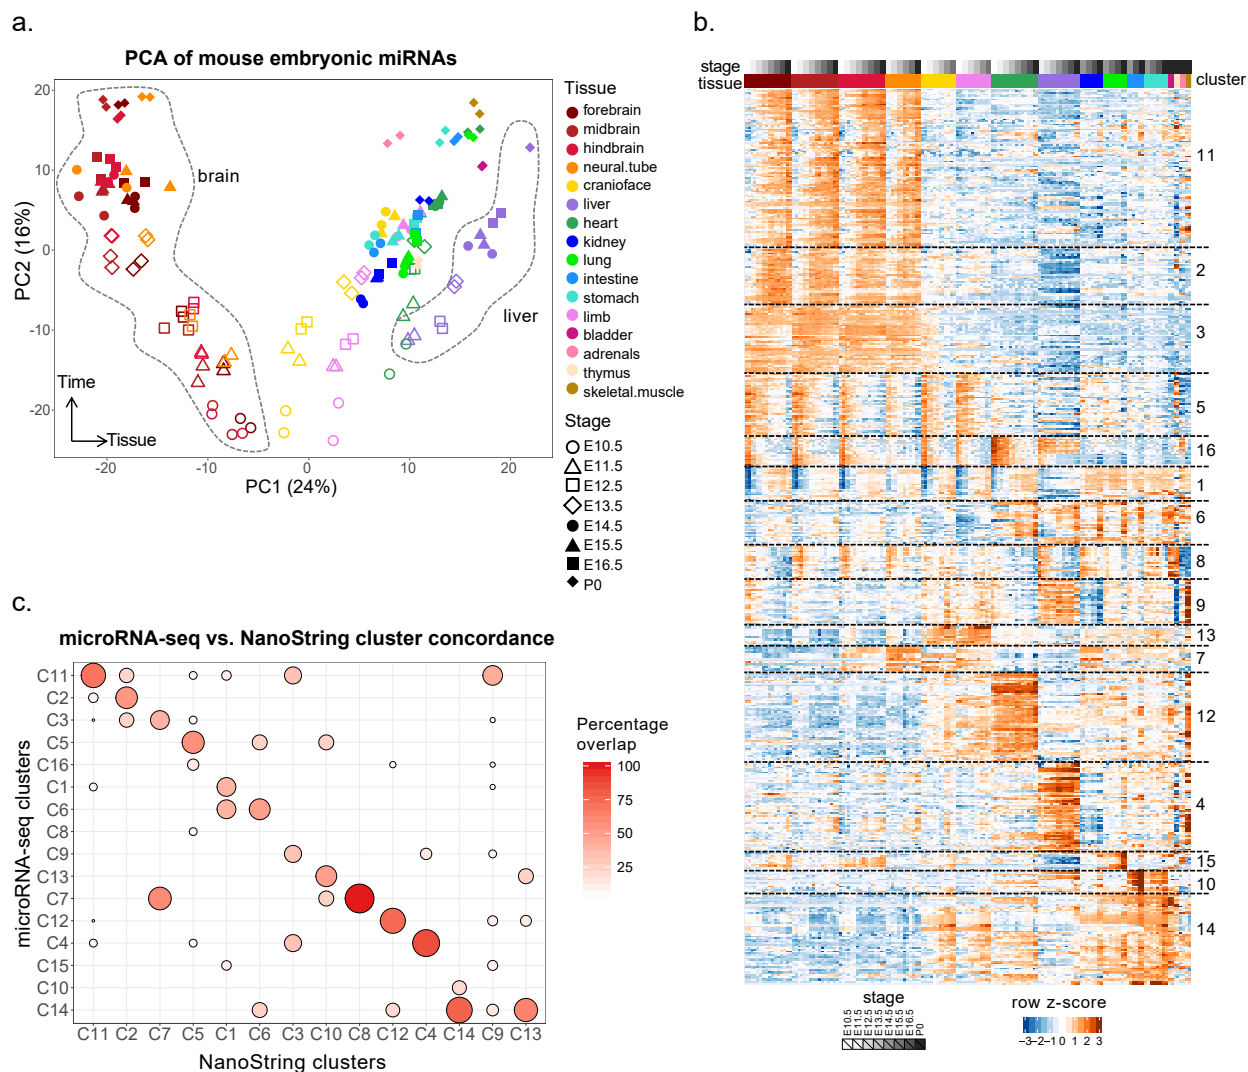 a.
PCA of mouse embryonic miRNAs
PC2 (16%)
20
10
0
-10
-20
brain
liver
Time
Tissue
-20
-10
0
10
20
PC1 (24%)
Tissue
forebrain
midbrain
hindbrain
neural.tube
cranioface
liver
heart
kidney
lung
intestine
stomach
limb
bladder
adrenals
thymus
skeletal.muscle
Stage
E10.5
E11.5
E12.5
E13.5
E14.5
E15.5
E16.5
P0
b.
stage
tissue
cluster
11
2
3
5
16
1
6
8
9
13
7
12
4
15
10
14
stage
E10.5
E11.5
E12.5
E13.5
E14.5
E15.5
E16.5
P0
row z-score
−3 −2 −1 0 1 2 3
c.
microRNA-seq vs. NanoString cluster concordance
microRNA-seq clusters
C11
C2
C3
C5
C16
C1
C6
C8
C9
C13
C7
C12
C4
C15
C10
C14
C11 C2 C7 C5 C1 C6 C3 C10 C8 C12 C4 C14 C9 C13
NanoString clusters
Percentage
overlap
100
75
50
25